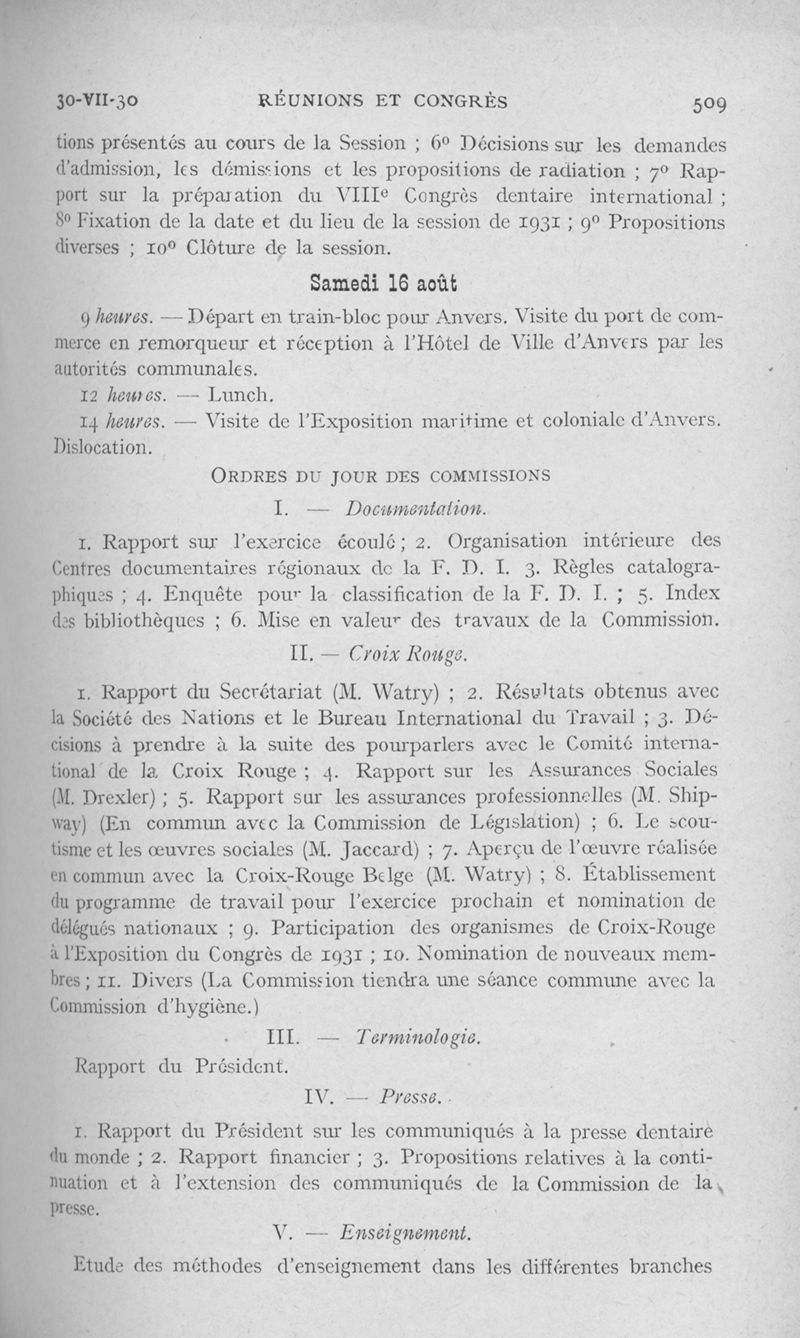 30-VII-30 RÉUNIONS ET CONGRÈS 509
tions présentés au cours de la Session ; 6º Décisions sur les demandes
d'admission, les démissions et les propositions de radiation ; 7º Rap-
port sur la préparation du VIIIe Congrès dentaire international ;
8º Fixation de la date et du lieu de la session de 1931 ; 9º Propositions
diverses ; 10º Clôture de la session.
Samedi 16 août
9 heures. — Départ en train-bloc pour Anvers. Visite du port de com-
merce en remorqueur et réception à l'Hôtel de Ville d'Anvers par les
autorités communales.
12 heures. — Lunch.
14 heures. — Visite de l'Exposition maritime et coloniale d'Anvers.
Dislocation.
ORDRES DU JOUR DES COMMISSIONS
I. — Documentation.
1. Rapport sur l'exercice écoulé ; 2. Organisation intérieure des
Centres documentaires régionaux de la F. D. I. 3. Règles catalogra-
phiques ; 4. Enquête pour la classification de la F. D. I. ; 5. Index
des bibliothèques ; 6. Mise en valeur des travaux de la Commission.
II. — Croix Rouge.
1. Rapport du Secrétariat (M. Watry) ; 2. Résultats obtenus avec
la Société des Nations et le Bureau International du Travail ; 3. Dé-
cisions à prendre à la suite des pourparlers avec le Comité interna-
tional de la Croix Rouge ; 4. Rapport sur les Assurances Sociales
(M. Drexler) ; 5. Rapport sur les assurances professionnelles (M. Ship-
way) (En commun avec la Commission de Législation) ; 6. Le scou-
tisme et les œuvres sociales (M. Jaccard) ; 7. Aperçu de l'œuvre réalisée
en commun avec la Croix-Rouge Belge (M. Watry) ; 8. Établissement
du programme de travail pour l'exercice prochain et nomination de
délégués nationaux ; 9. Participation des organismes de Croix-Rouge
à l'Exposition du Congrès de 1931 ; 10. Nomination de nouveaux mem-
bres ; 11. Divers (La Commission tiendra une séance commune avec la
Commission d'hygiène.)
III. — Terminologie.
Rapport du Président.
IV. — Presse.
1. Rapport du Président sur les communiqués à la presse dentaire
du monde ; 2. Rapport financier ; 3. Propositions relatives à la conti-
nuation et à l'extension des communiqués de la Commission de la
presse.
V. — Enseignement.
Etude des méthodes d'enseignement dans les différentes branches